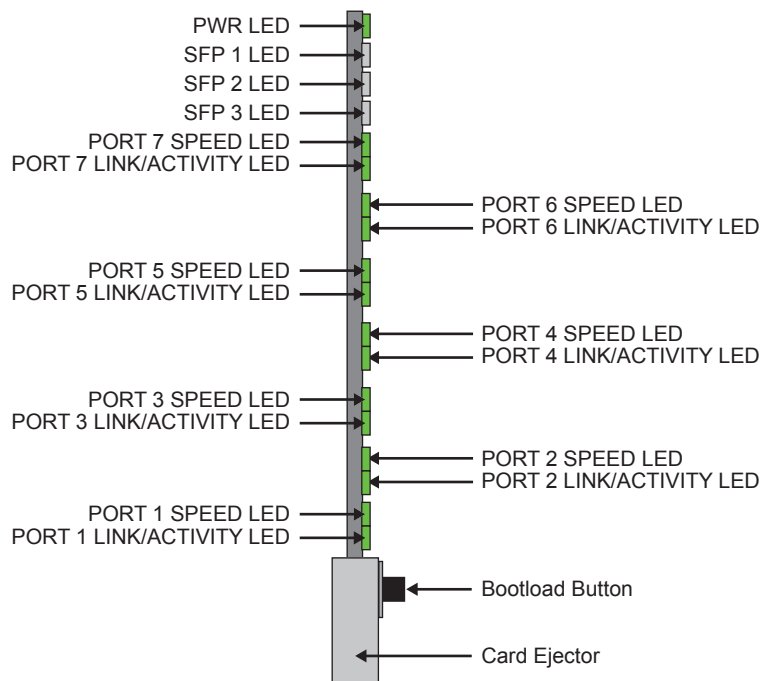 PWR LED
SFP 1 LED
SFP 2 LED
SFP 3 LED
PORT 7 SPEED LED
PORT 7 LINK/ACTIVITY LED
PORT 6 SPEED LED
PORT 6 LINK/ACTIVITY LED
PORT 5 SPEED LED
PORT 5 LINK/ACTIVITY LED
PORT 4 SPEED LED
PORT 4 LINK/ACTIVITY LED
PORT 3 SPEED LED
PORT 3 LINK/ACTIVITY LED
PORT 2 SPEED LED
PORT 2 LINK/ACTIVITY LED
PORT 1 SPEED LED
PORT 1 LINK/ACTIVITY LED
Bootload Button
Card Ejector